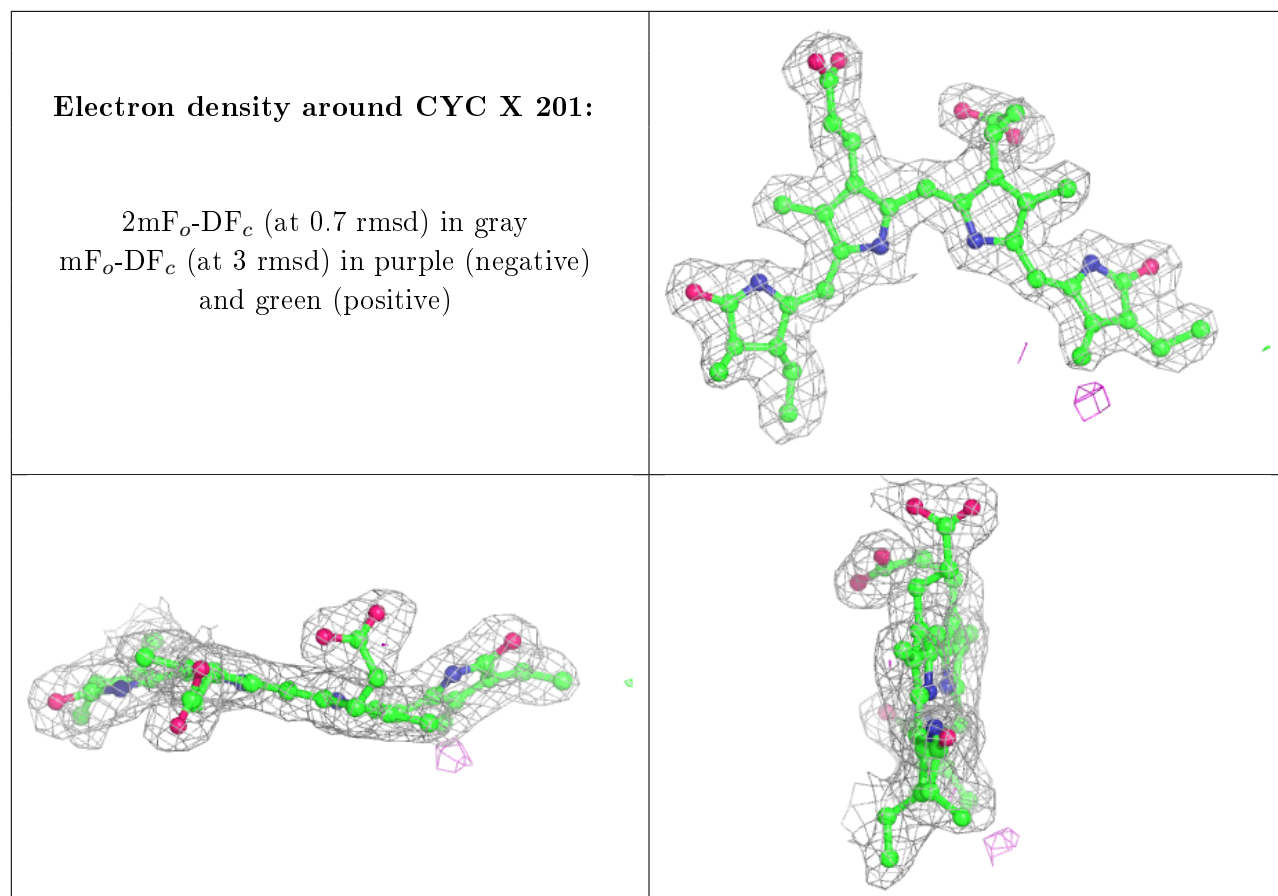 Electron density around CYC X 201:
2mFo-DFc (at 0.7 rmsd) in gray
mFo-DFc (at 3 rmsd) in purple (negative)
and green (positive)